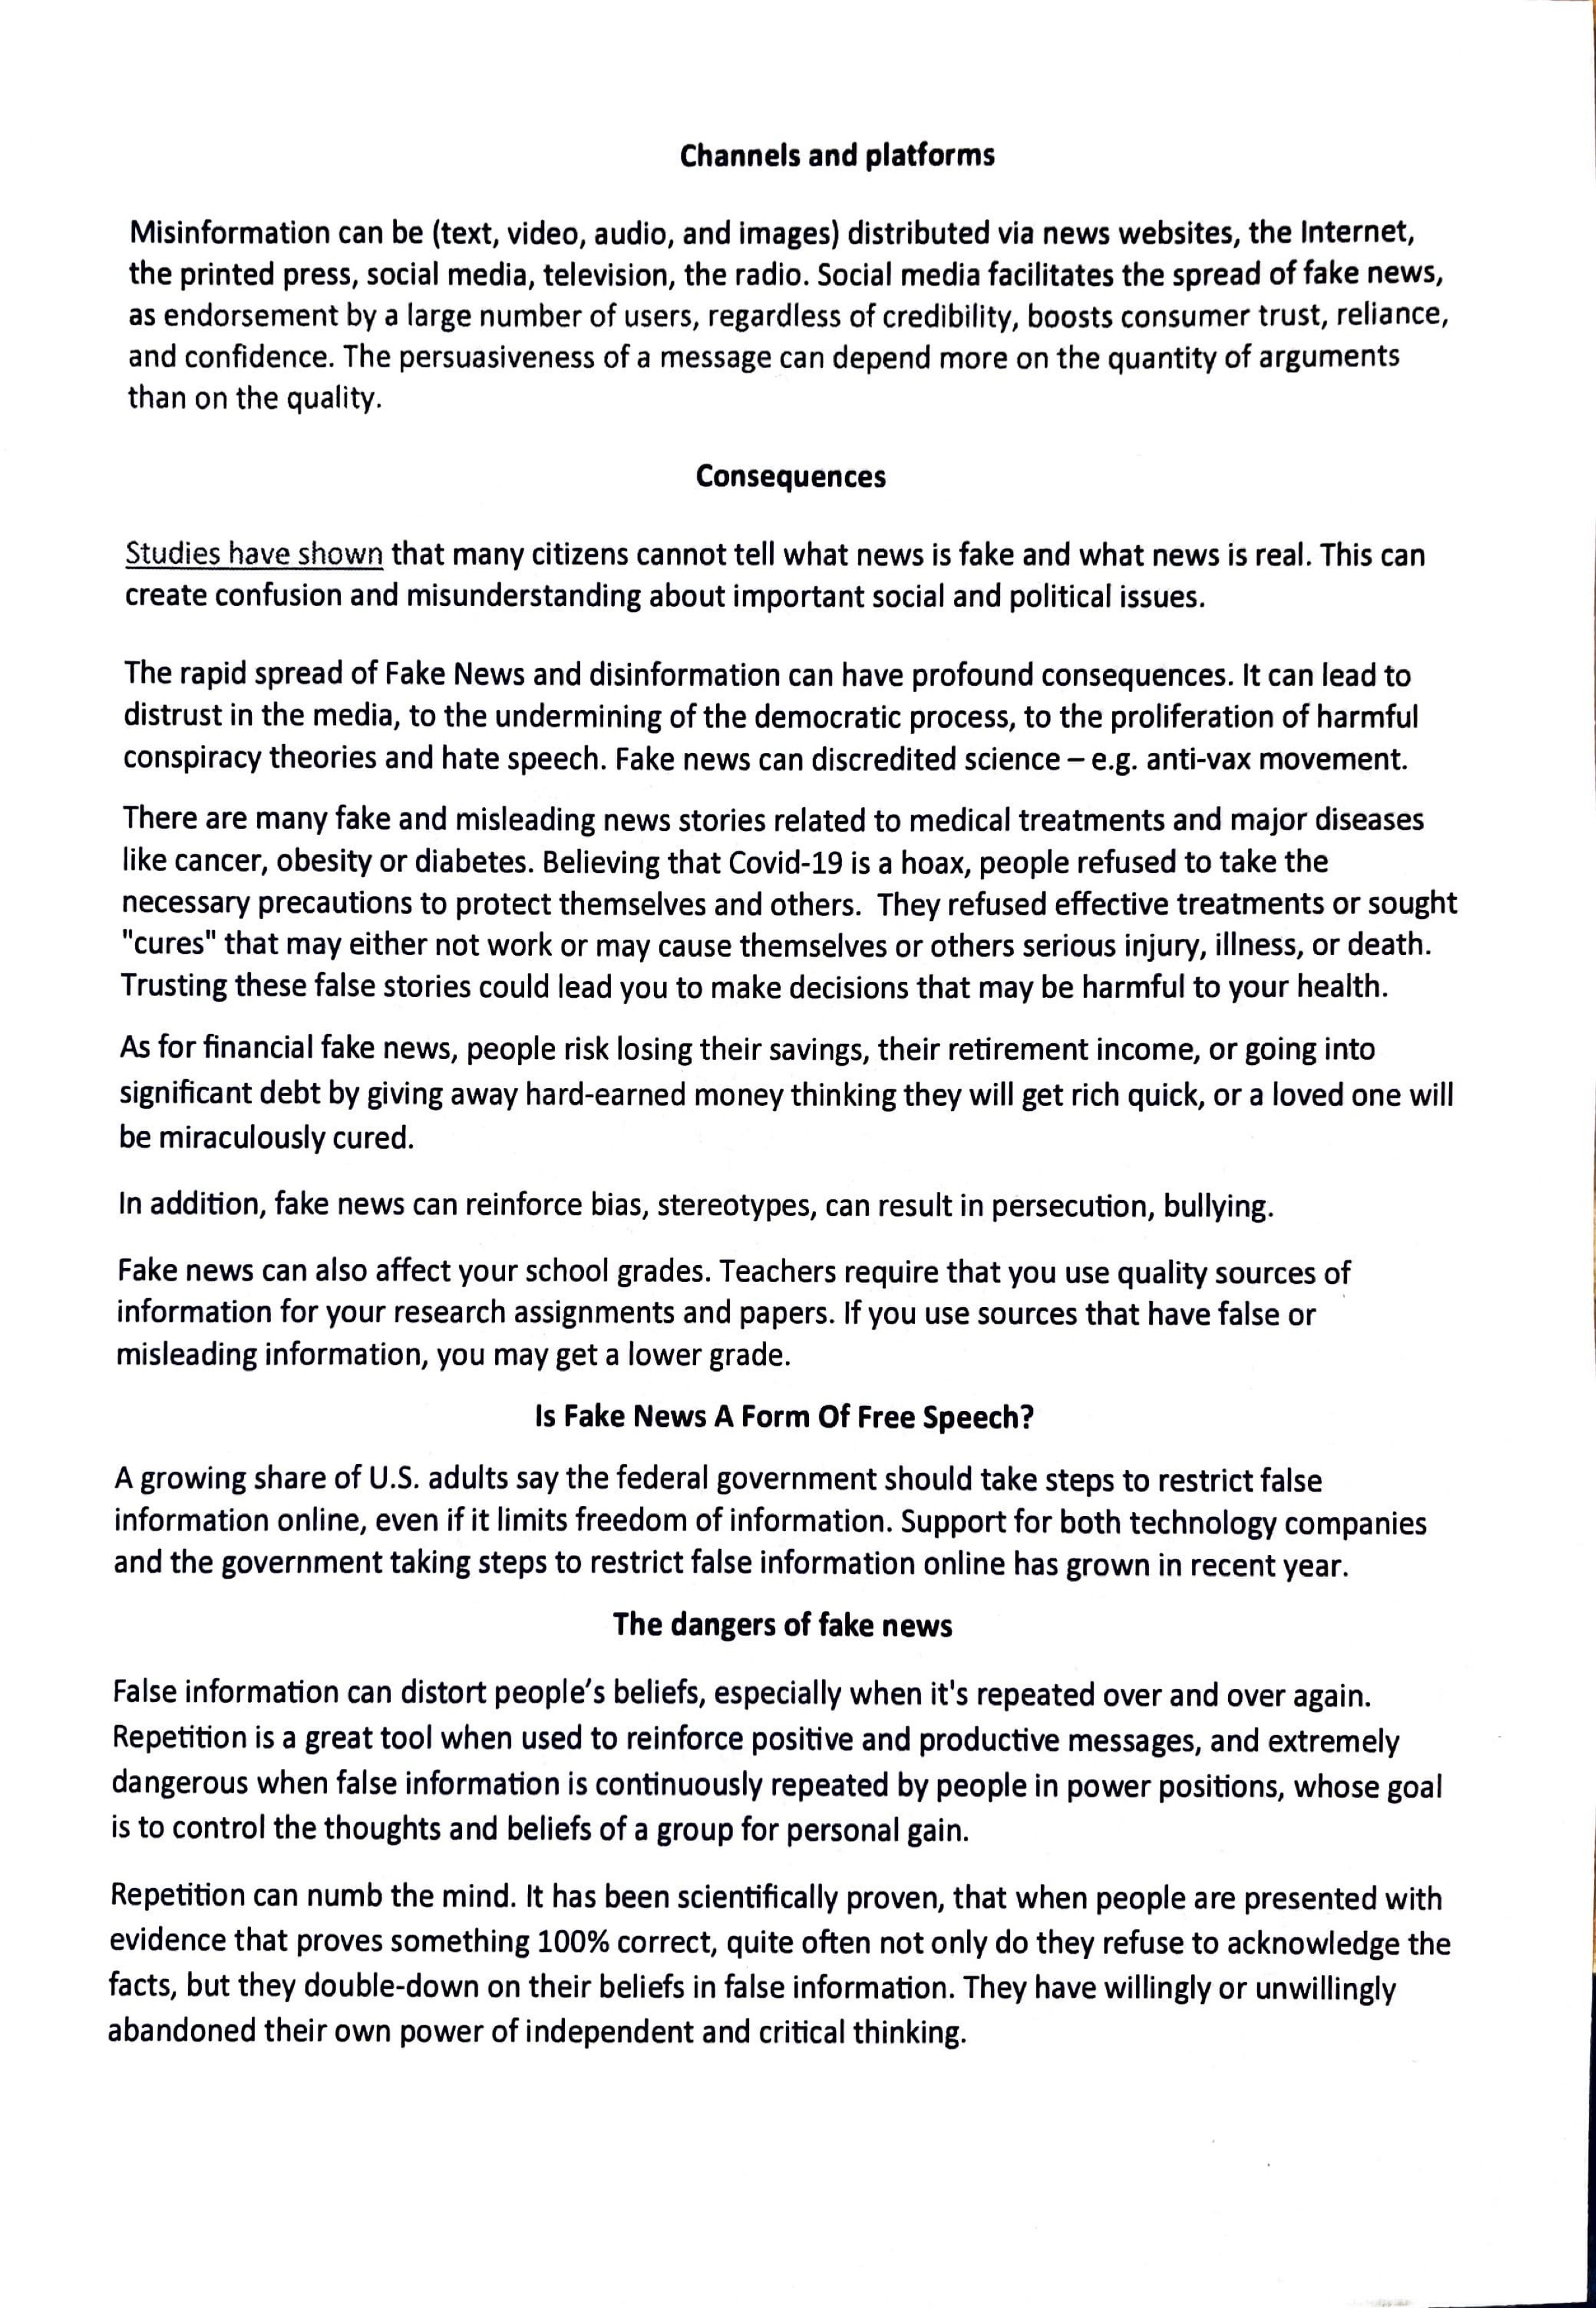 Channels and platforms
Misinformation can be (text, video, audio, and images) distributed via news websites, the Internet,
the printed press, social media, television, the radio. Social media facilitates the spread of fake news,
as endorsement by a large number of users, regardless of credibility, boosts consumer trust, reliance,
and confidence. The persuasiveness of a message can depend more on the quantity of arguments
than on the quality.
Consequences
Studies have shown that many citizens cannot tell what news is fake and what news is real. This can
create confusion and misunderstanding about important social and political issues.
The rapid spread of Fake News and disinformation can have profound consequences. It can lead to
distrust in the media, to the undermining of the democratic process, to the proliferation of harmful
conspiracy theories and hate speech. Fake news can discredited science – e.g. anti-vax movement.
There are many fake and misleading news stories related to medical treatments and major diseases
like cancer, obesity or diabetes. Believing that Covid-19 is a hoax, people refused to take the
necessary precautions to protect themselves and others.  They refused effective treatments or sought
"cures" that may either not work or may cause themselves or others serious injury, illness, or death.
Trusting these false stories could lead you to make decisions that may be harmful to your health.
As for financial fake news, people risk losing their savings, their retirement income, or going into
significant debt by giving away hard-earned money thinking they will get rich quick, or a loved one will
be miraculously cured.
In addition, fake news can reinforce bias, stereotypes, can result in persecution, bullying.
Fake news can also affect your school grades. Teachers require that you use quality sources of
information for your research assignments and papers. If you use sources that have false or
misleading information, you may get a lower grade.
Is Fake News A Form Of Free Speech?
A growing share of U.S. adults say the federal government should take steps to restrict false
information online, even if it limits freedom of information. Support for both technology companies
and the government taking steps to restrict false information online has grown in recent year.
The dangers of fake news
False information can distort people’s beliefs, especially when it's repeated over and over again.
Repetition is a great tool when used to reinforce positive and productive messages, and extremely
dangerous when false information is continuously repeated by people in power positions, whose goal
is to control the thoughts and beliefs of a group for personal gain.
Repetition can numb the mind. It has been scientifically proven, that when people are presented with
evidence that proves something 100% correct, quite often not only do they refuse to acknowledge the
facts, but they double-down on their beliefs in false information. They have willingly or unwillingly
abandoned their own power of independent and critical thinking.